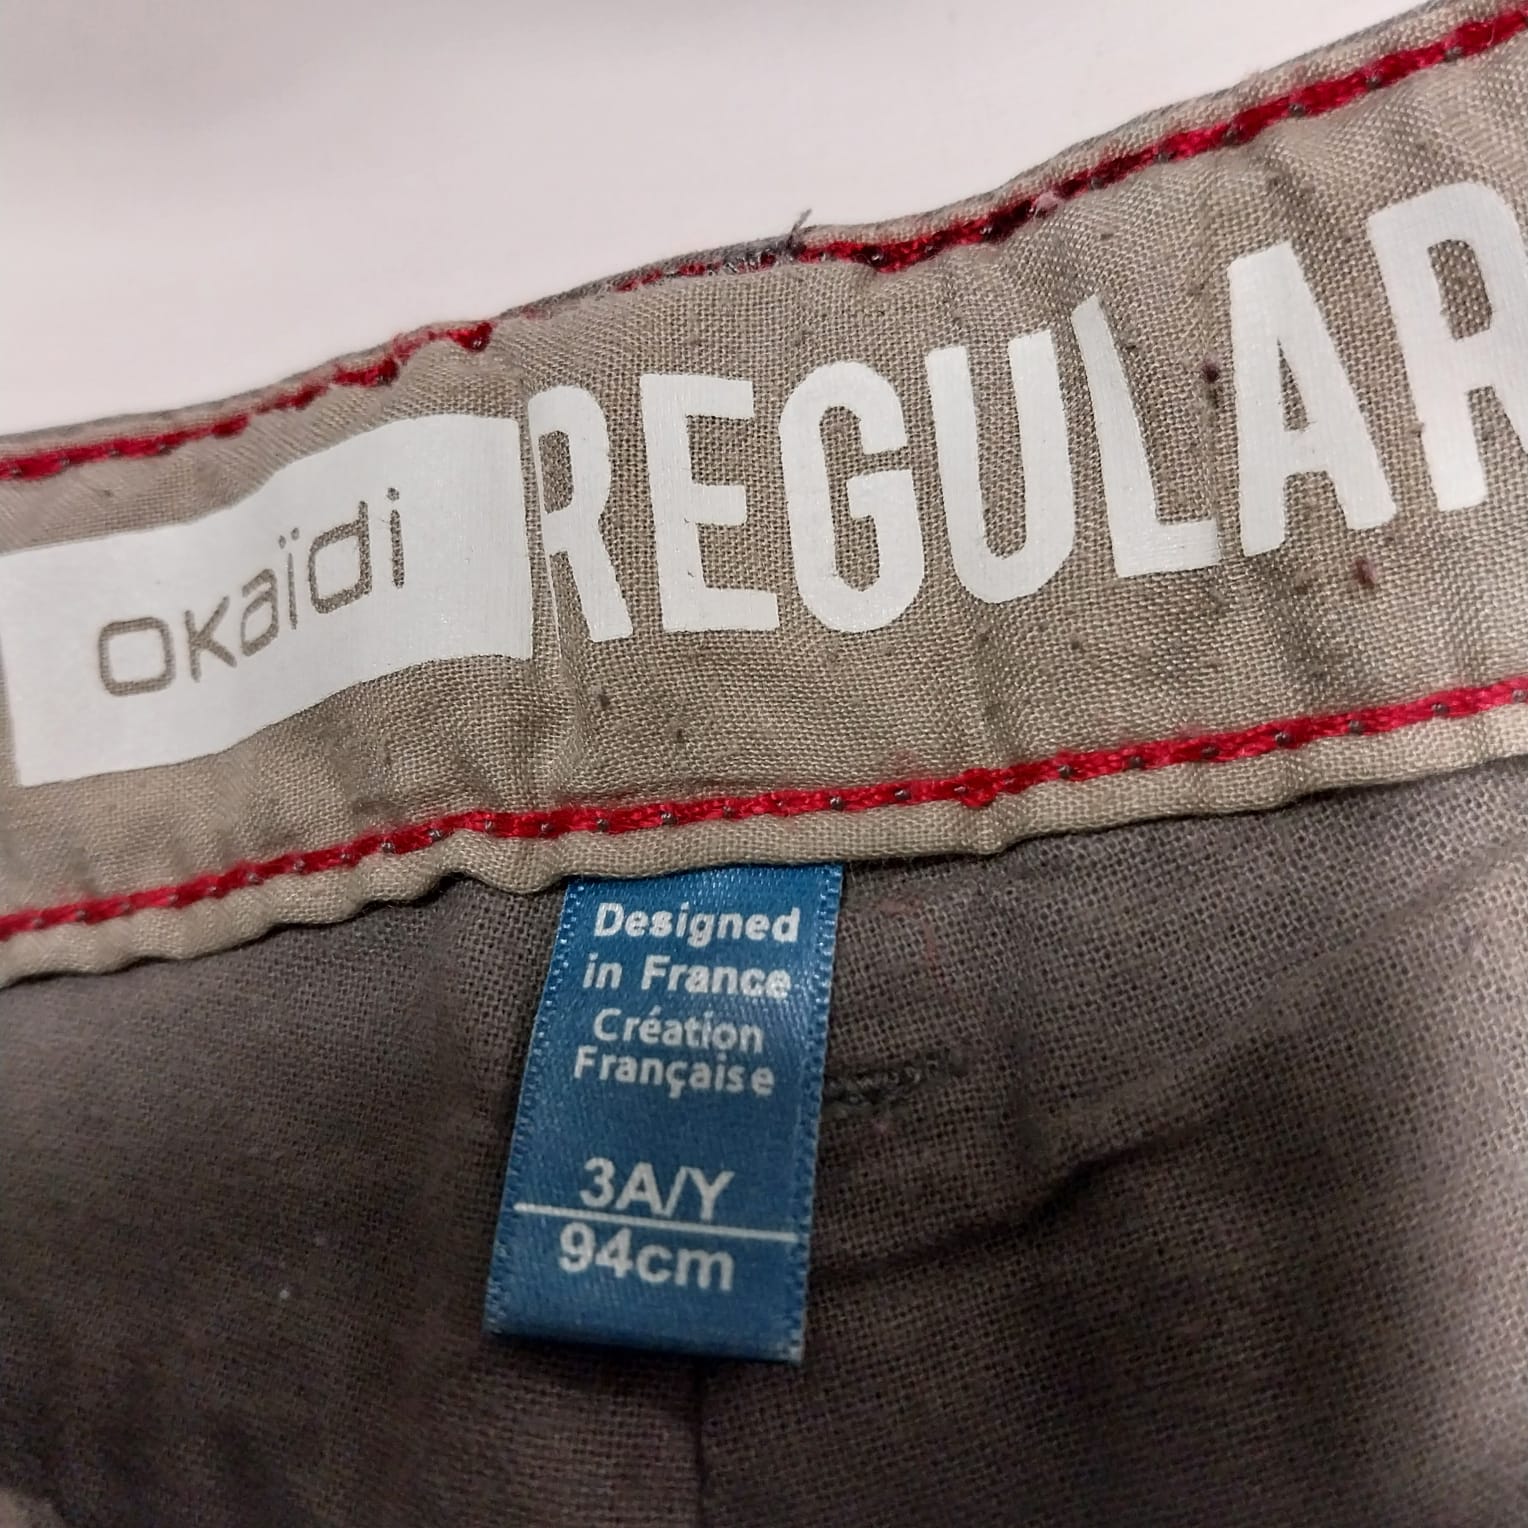 okaïdi REGULAR
Designed
in France
Création
Française
3A/Y
94cm